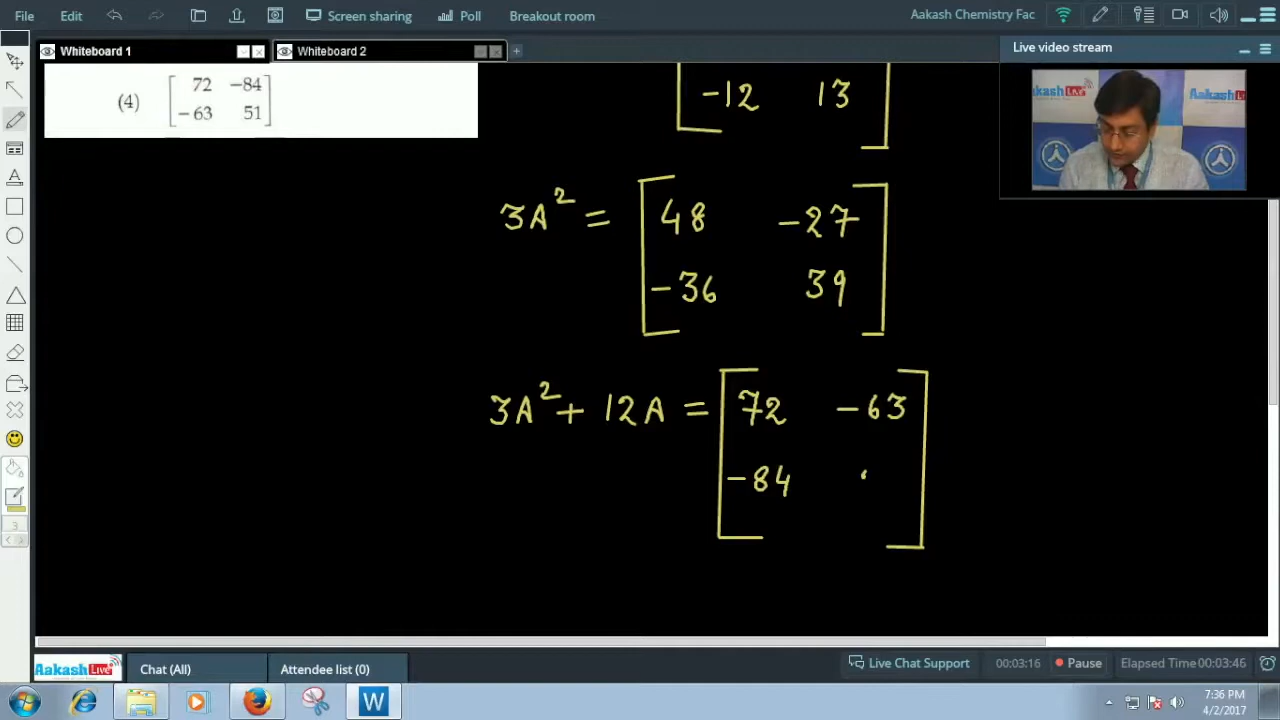 File Edit Screen sharing Poll Breakout room Aakash Chemistry Fac
Whiteboard 1 Whiteboard 2 +
Live video stream
(4) [72 −84
−63 51]
-12 13
3A² = [48 -27
-36 39]
3A² + 12A = [72 -63
-84
3
Aakash Live Chat (All) Attendee list (0) Live Chat Support 00:03:16 Pause Elapsed Time 00:03:46
7:36 PM
4/2/2017